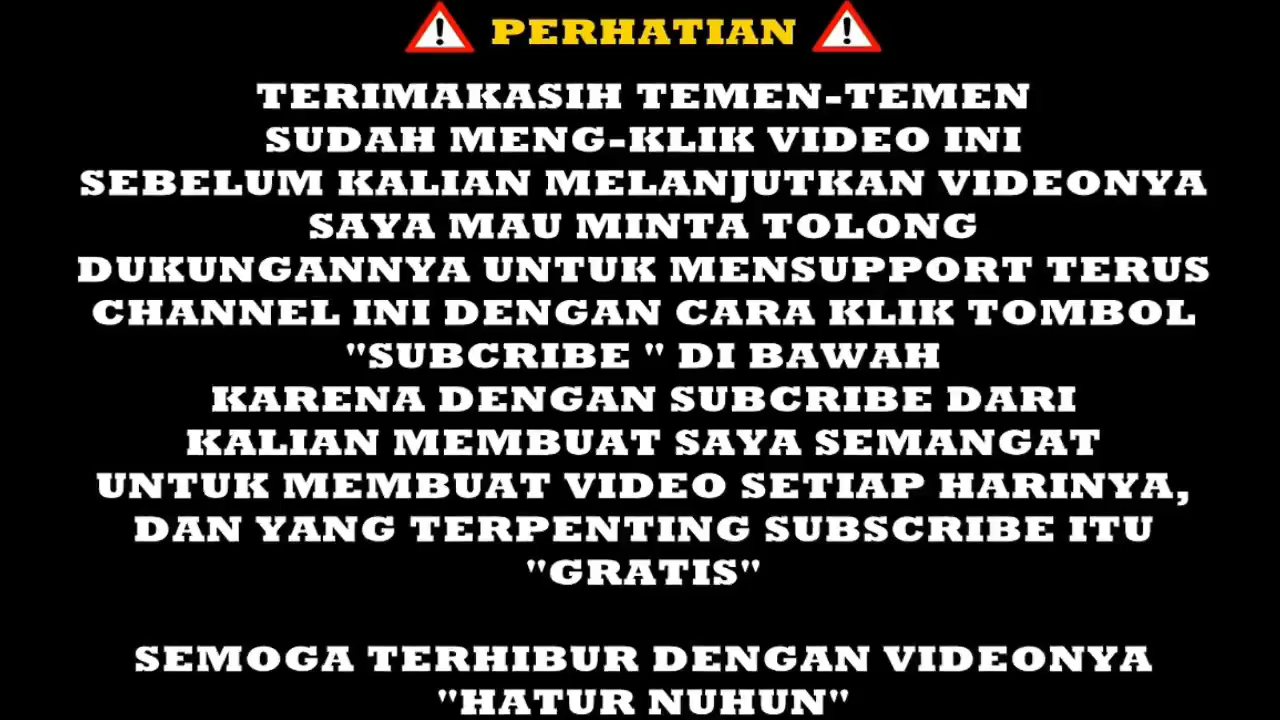 PERHATIAN
TERIMAKASIH TEMEN-TEMEN
SUDAH MENG-KLIK VIDEO INI
SEBELUM KALIAN MELANJUTKAN VIDEONYA
SAYA MAU MINTA TOLONG
DUKUNGANNYA UNTUK MENSUPPORT TERUS
CHANNEL INI DENGAN CARA KLIK TOMBOL
"SUBCRIBE " DI BAWAH
KARENA DENGAN SUBCRIBE DARI
KALIAN MEMBUAT SAYA SEMANGAT
UNTUK MEMBUAT VIDEO SETIAP HARINYA,
DAN YANG TERPENTING SUBSCRIBE ITU
"GRATIS"
SEMOGA TERHIBUR DENGAN VIDEONYA
"HATUR NUHUN"